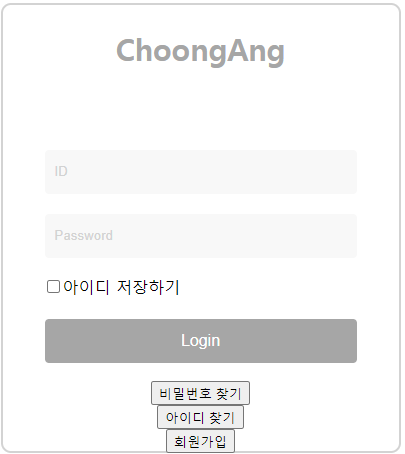 ChoongAng
ID
Password
아이디 저장하기
Login
비밀번호 찾기
아이디 찾기
회원가입